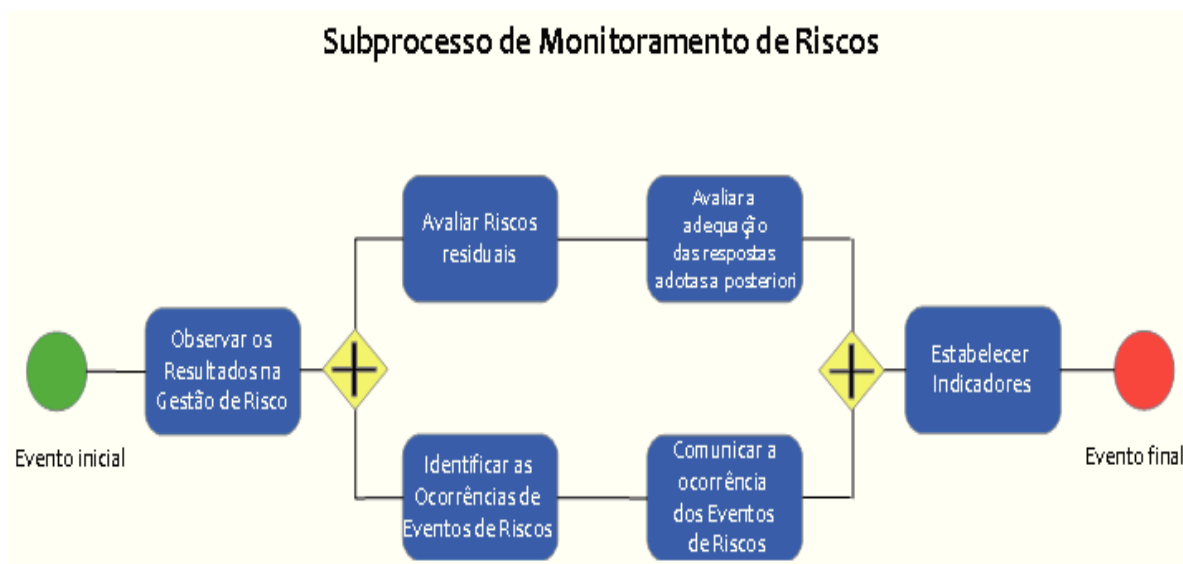 Subprocesso de Monitoramento de Riscos
Avaliar Riscos
residuais
Avaliar a
adequação
das respostas
adotas a posteriori
Observar os
Resultados na
Gestão de Risco
Estabelecer
Indicadores
Evento inicial
Evento final
Identificar as
Ocorrências de
Eventos de Riscos
Comunicar a
ocorrência
dos Eventos
de Riscos